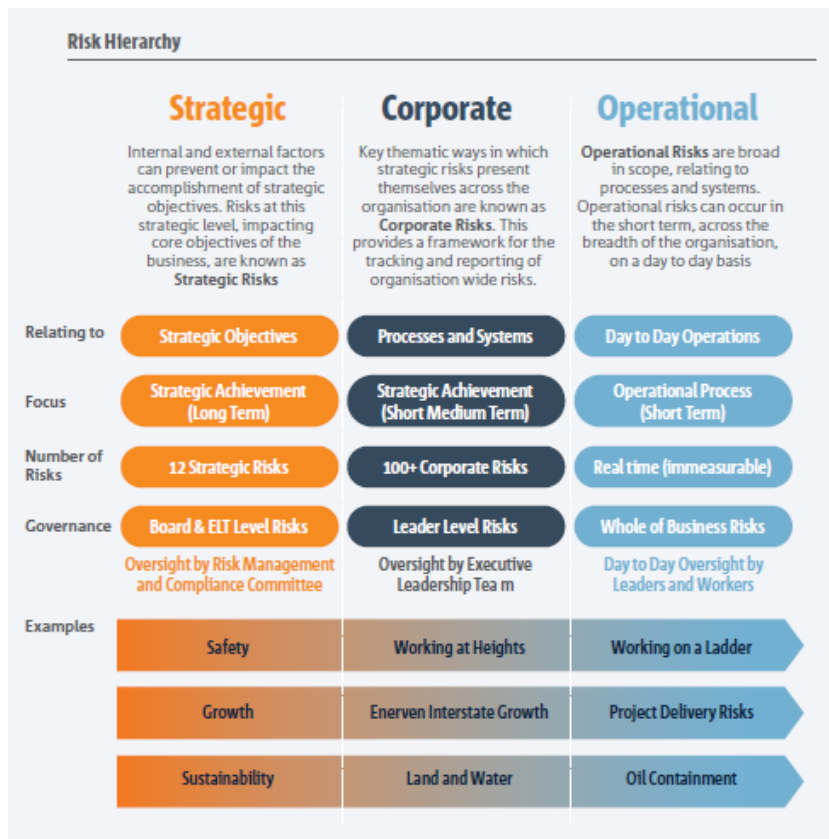 Risk Hierarchy
Strategic
Internal and external factors
can prevent or impact the
accomplishment of strategic
objectives. Risks at this
strategic level, impacting
core objectives of the
business, are known as
Strategic Risks
Corporate
Key thematic ways in which
strategic risks present
themselves across the
organisation are known as
Corporate Risks. This
provides a framework for the
tracking and reporting of
organisation wide risks.
Operational
Operational Risks are broad
in scope, relating to
processes and systems.
Operational risks can occur in
the short term, across the
breadth of the organisation,
on a day to day basis
Relating to
Strategic Objectives
Processes and Systems
Day to Day Operations
Focus
Strategic Achievement
(Long Term)
Strategic Achievement
(Short Medium Term)
Operational Process
(Short Term)
Number of
Risks
12 Strategic Risks
100+ Corporate Risks
Real time (immeasurable)
Governance
Board & ELT Level Risks
Leader Level Risks
Whole of Business Risks
Oversight by Risk Management
and Compliance Committee
Oversight by Executive
Leadership Tea m
Day to Day Oversight by
Leaders and Workers
Examples
Safety
Working at Heights
Working on a Ladder
Growth
Enerven Interstate Growth
Project Delivery Risks
Sustainability
Land and Water
Oil Containment